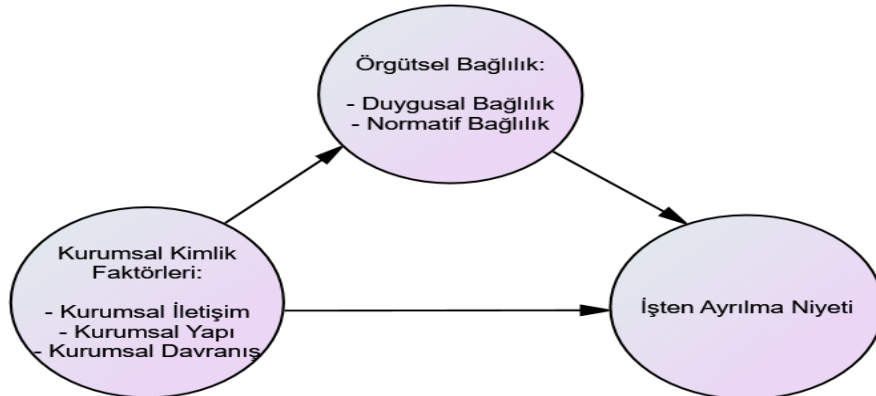 Örgütsel Bağlılık:
- Duygusal Bağlılık
- Normatif Bağlılık
Kurumsal Kimlik
Faktörleri:
- Kurumsal İletişim
- Kurumsal Yapı
- Kurumsal Davranış
İşten Ayrılma Niyeti